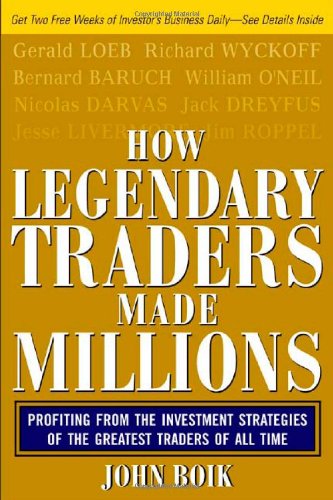 Get Two Free Weeks of Investor's Business Daily—See Details Inside
Gerald LOEB Richard WYCKOFF
Bernard BARUCH William O'NEIL
Nicolas DARVAS Jack DREYFUS
Jesse LIVERMORE Jim ROPPEL
HOW
LEGENDARY
TRADERS
MADE
MILLIONS
PROFITING FROM THE INVESTMENT STRATEGIES
OF THE GREATEST TRADERS OF ALL TIME
JOHN BOIK